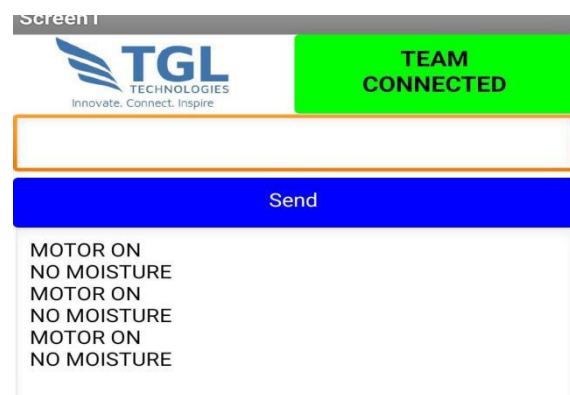 Screen1
TGL
TECHNOLOGIES
Innovate. Connect. Inspire
TEAM
CONNECTED
Send
MOTOR ON
NO MOISTURE
MOTOR ON
NO MOISTURE
MOTOR ON
NO MOISTURE